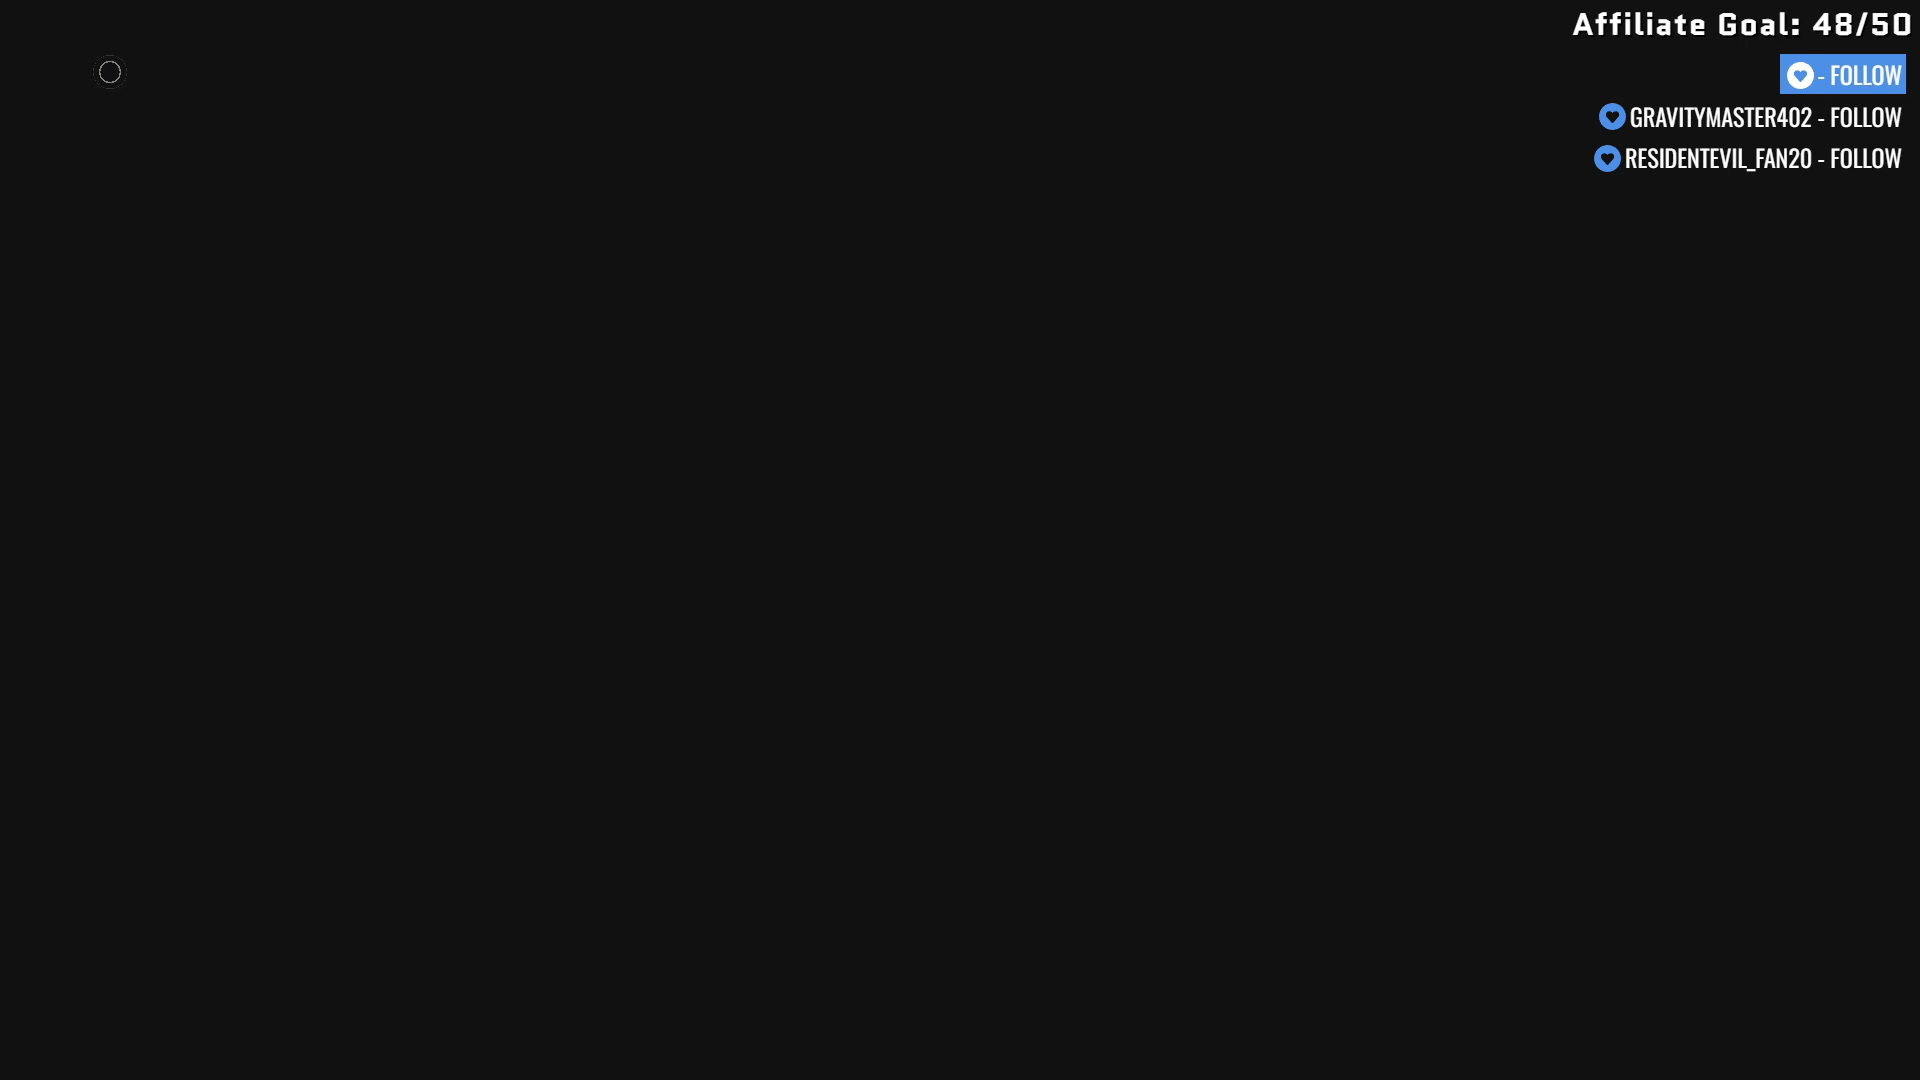 Affiliate Goal: 48/50
- FOLLOW
GRAVITYMASTER402 - FOLLOW
RESIDENTEVIL_FAN20 - FOLLOW